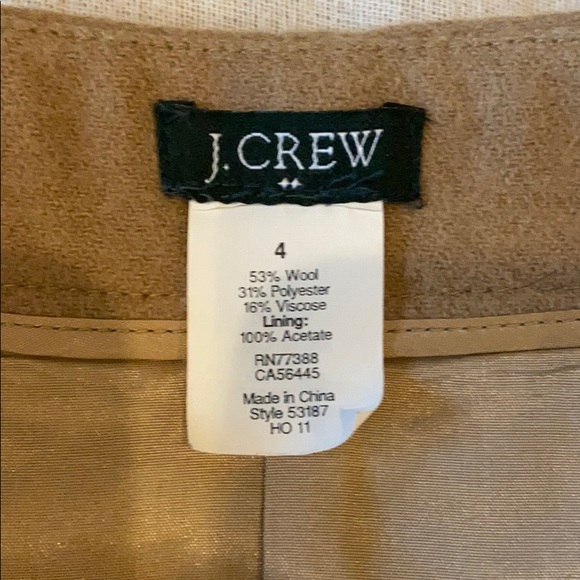 J.CREW
4
53% Wool
31% Polyester
16% Viscose
Lining:
100% Acetate
RN77388
CA56445
Made in China
Style 53187
HO 11